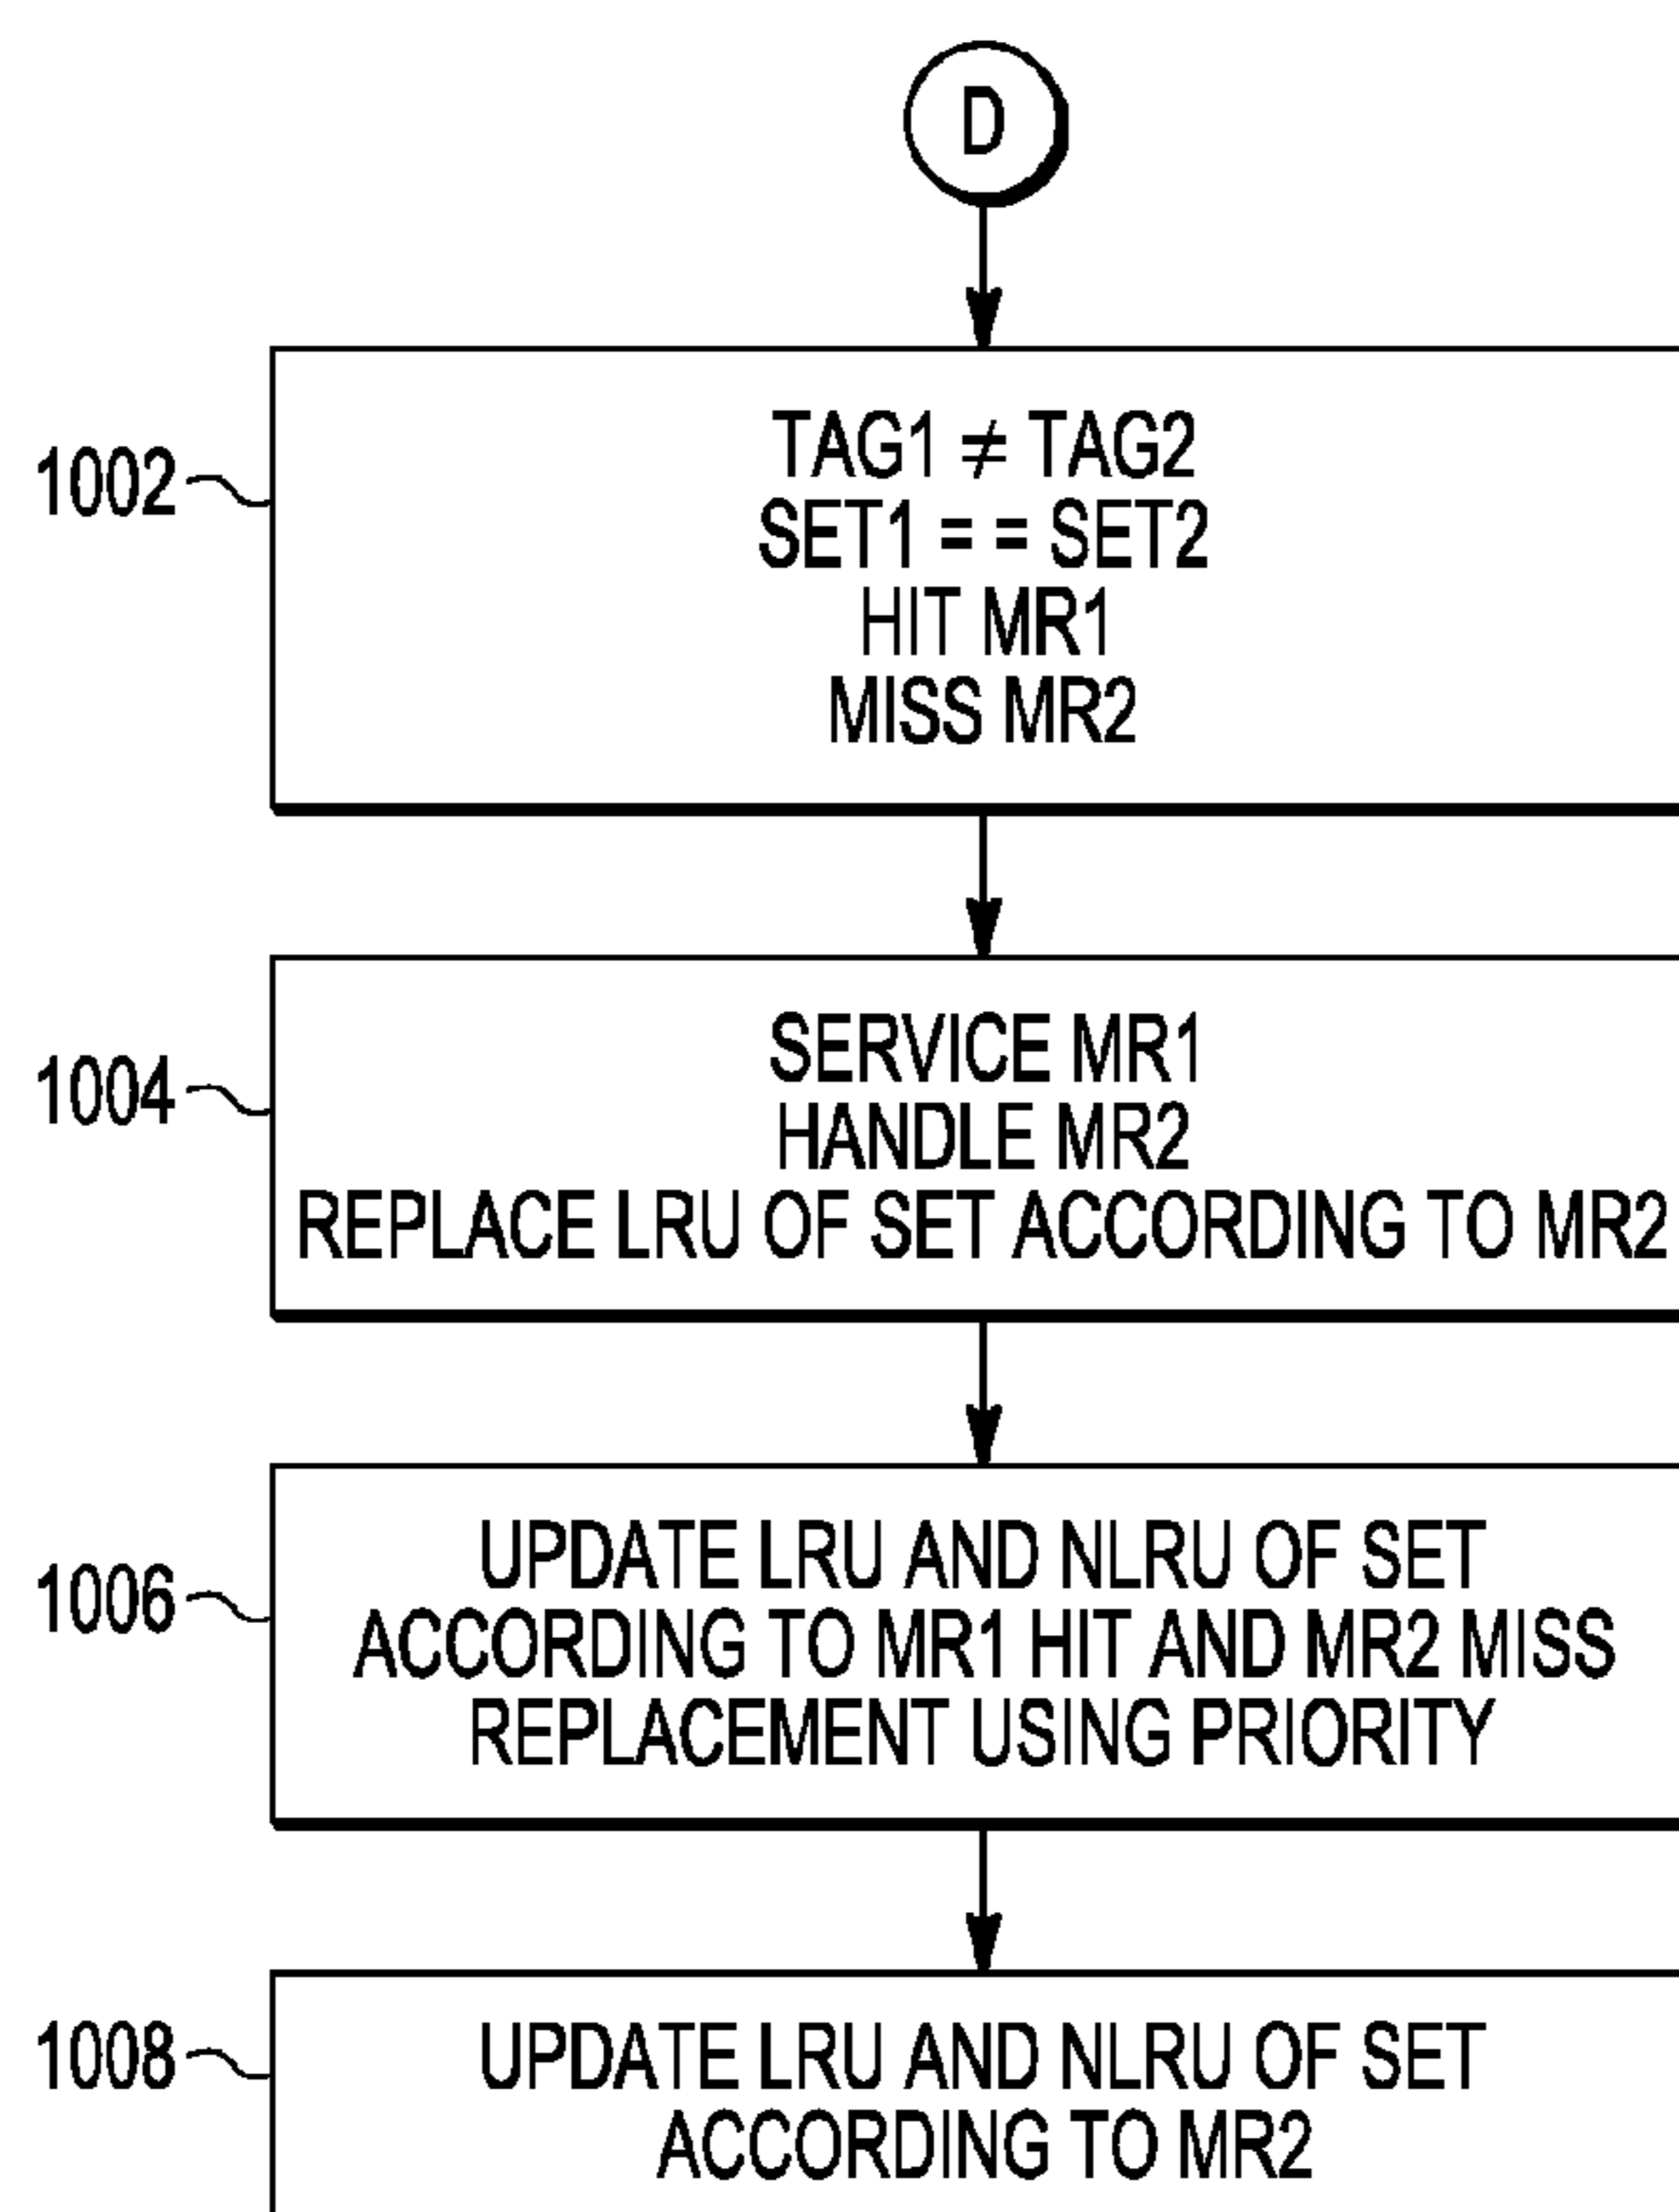 D
1002
TAG1 ≠ TAG2
SET1 == SET2
HIT MR1
MISS MR2
1004
SERVICE MR1
HANDLE MR2
REPLACE LRU OF SET ACCORDING TO MR2
1006
UPDATE LRU AND NLRU OF SET
ACCORDING TO MR1 HIT AND MR2 MISS
REPLACEMENT USING PRIORITY
1008
UPDATE LRU AND NLRU OF SET
ACCORDING TO MR2